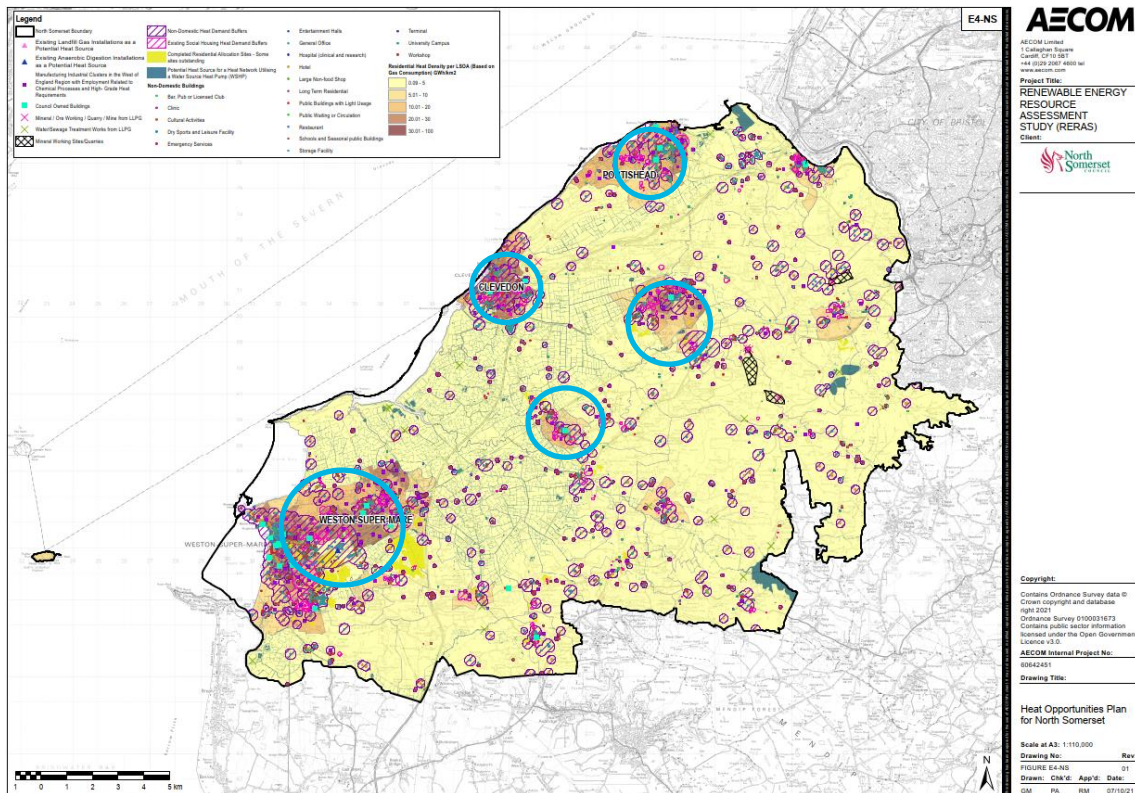 Legend
North Somerset Boundary
Existing Landfill Gas Installations as a
Potential Heat Source
Existing Anaerobic Digestion Installations
as a Potential Heat Source
Manufacturing Industrial Clusters in the West of
England Region with Employment Related to
Chemical Processes and High- Grade Heat
Requirements
Council Owned Buildings
Mineral / Ore Working / Quarry / Mine from LLPG
Water/Sewage Treatment Works from LLPG
Mineral Working Sites/Quarries
Non-Domestic Heat Demand Buffers
Existing Social Housing Heat Demand Buffers
Completed Residential Allocation Sites - Some
sites outstanding
Potential Heat Source for a Heat Network Utilising
a Water Source Heat Pump (WSHP)
Non-Domestic Buildings
Bar, Pub or Licensed Club
Clinic
Cultural Activities
Dry Sports and Leisure Facility
Emergency Services
Entertainment Halls
General Office
Hospital (clinical and research)
Hotel
Large Non-food Shop
Long Term Residential
Public Buildings with Light Usage
Public Waiting or Circulation
Restaurant
Schools and Seasonal public Buildings
Storage Facility
Terminal
University Campus
Workshop
Residential Heat Density per LSOA (Based on
Gas Consumption) GWh/km2
0.09 - 5
5.01 - 10
10.01 - 20
20.01 - 30
30.01 - 100
E4-NS
CITY OF BRISTOL
PORTISHEAD
MOUTH OF THE SEVERN
CLEVEDON
WESTON-SUPER-MARE
WESTON-SUPER-MARE
1 0 1 2 3 4 5 km
N
AECOM
AECOM Limited
1 Callaghan Square
Cardiff, CF10 5BT
+44 (0)29 2067 4600 tel
www.aecom.com
Project Title:
RENEWABLE ENERGY
RESOURCE
ASSESSMENT
STUDY (RERAS)
Client:
North
Somerset
COUNCIL
Copyright:
Contains Ordnance Survey data ©
Crown copyright and database
right 2021
Ordnance Survey 0100031673
Contains public sector information
licensed under the Open Government
Licence v3.0.
AECOM Internal Project No:
60642451
Drawing Title:
Heat Opportunities Plan
for North Somerset
Scale at A3: 1:110,000
Drawing No: Rev
FIGURE E4-NS 01
Drawn: Chk'd: App'd: Date:
GM PA RM 07/10/21